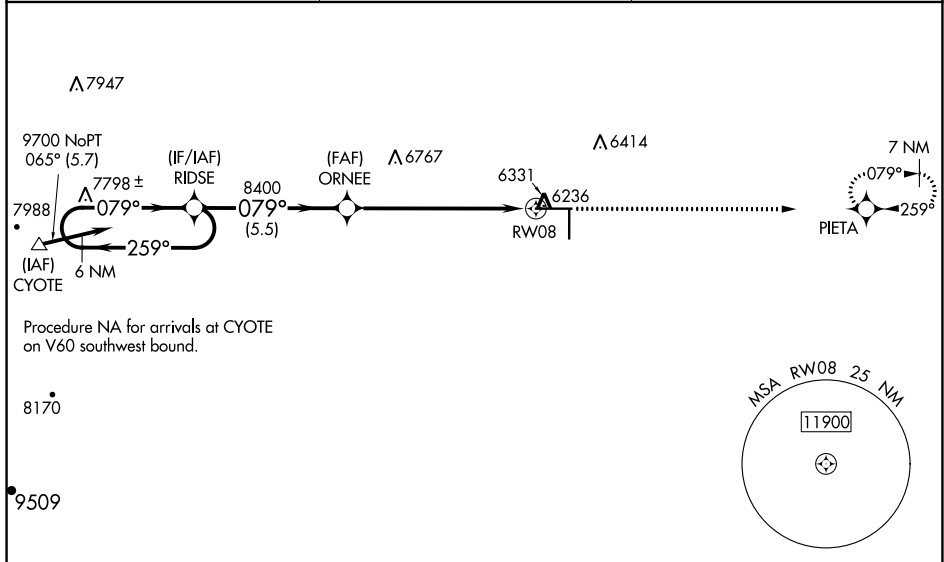 7947
9700 NoPT
065° (5.7)
(IF/IAF)
RIDSE
(FAF)
ORNEE
6767
6414
7 NM
7798 ±
079°
8400
079°
(5.5)
6331
6236
RW08
079°
259°
PIETA
7988
259°
6 NM
(IAF)
CYOTE
Procedure NA for arrivals at CYOTE
on V60 southwest bound.
8170
9509
MSA RW08 25 NM
11900